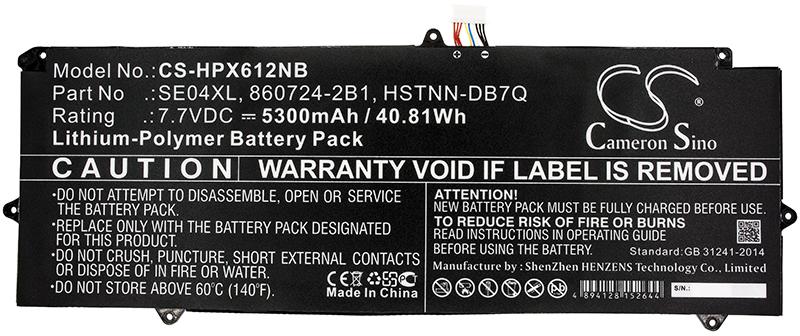 Model No.: CS-HPX612NB
Part No : SE04XL, 860724-2B1, HSTNN-DB7Q
Rating : 7.7VDC ⎓ 5300mAh / 40.81Wh
Lithium-Polymer Battery Pack
CS
Cameron Sino
CAUTION WARRANTY VOID IF LABEL IS REMOVED
•DO NOT ATTEMPT TO DISASSEMBLE, OPEN OR SERVICE
THE BATTERY PACK.
•REPLACE ONLY WITH THE BATTERY PACK DESIGNATED
FOR THIS PRODUCT.
•DO NOT CRUSH, PUNCTURE, SHORT EXTERNAL CONTACTS
OR DISPOSE OF IN FIRE OR WATER.
•DO NOT STORE ABOVE 60°C (140°F).
CE
Made In China
ATTENTION!
NEW BATTERY PACK MUST BE FULLY CHARGED BEFORE USE.
TO REDUCE RISK OF FIRE OR BURNS
READ INSTRUCTIONS BEFORE OPERATING
Standard:GB 31241-2014
Manufacture by : ShenZhen HENZENS Technology Co., Limited
4 894128 152644
S/N.: